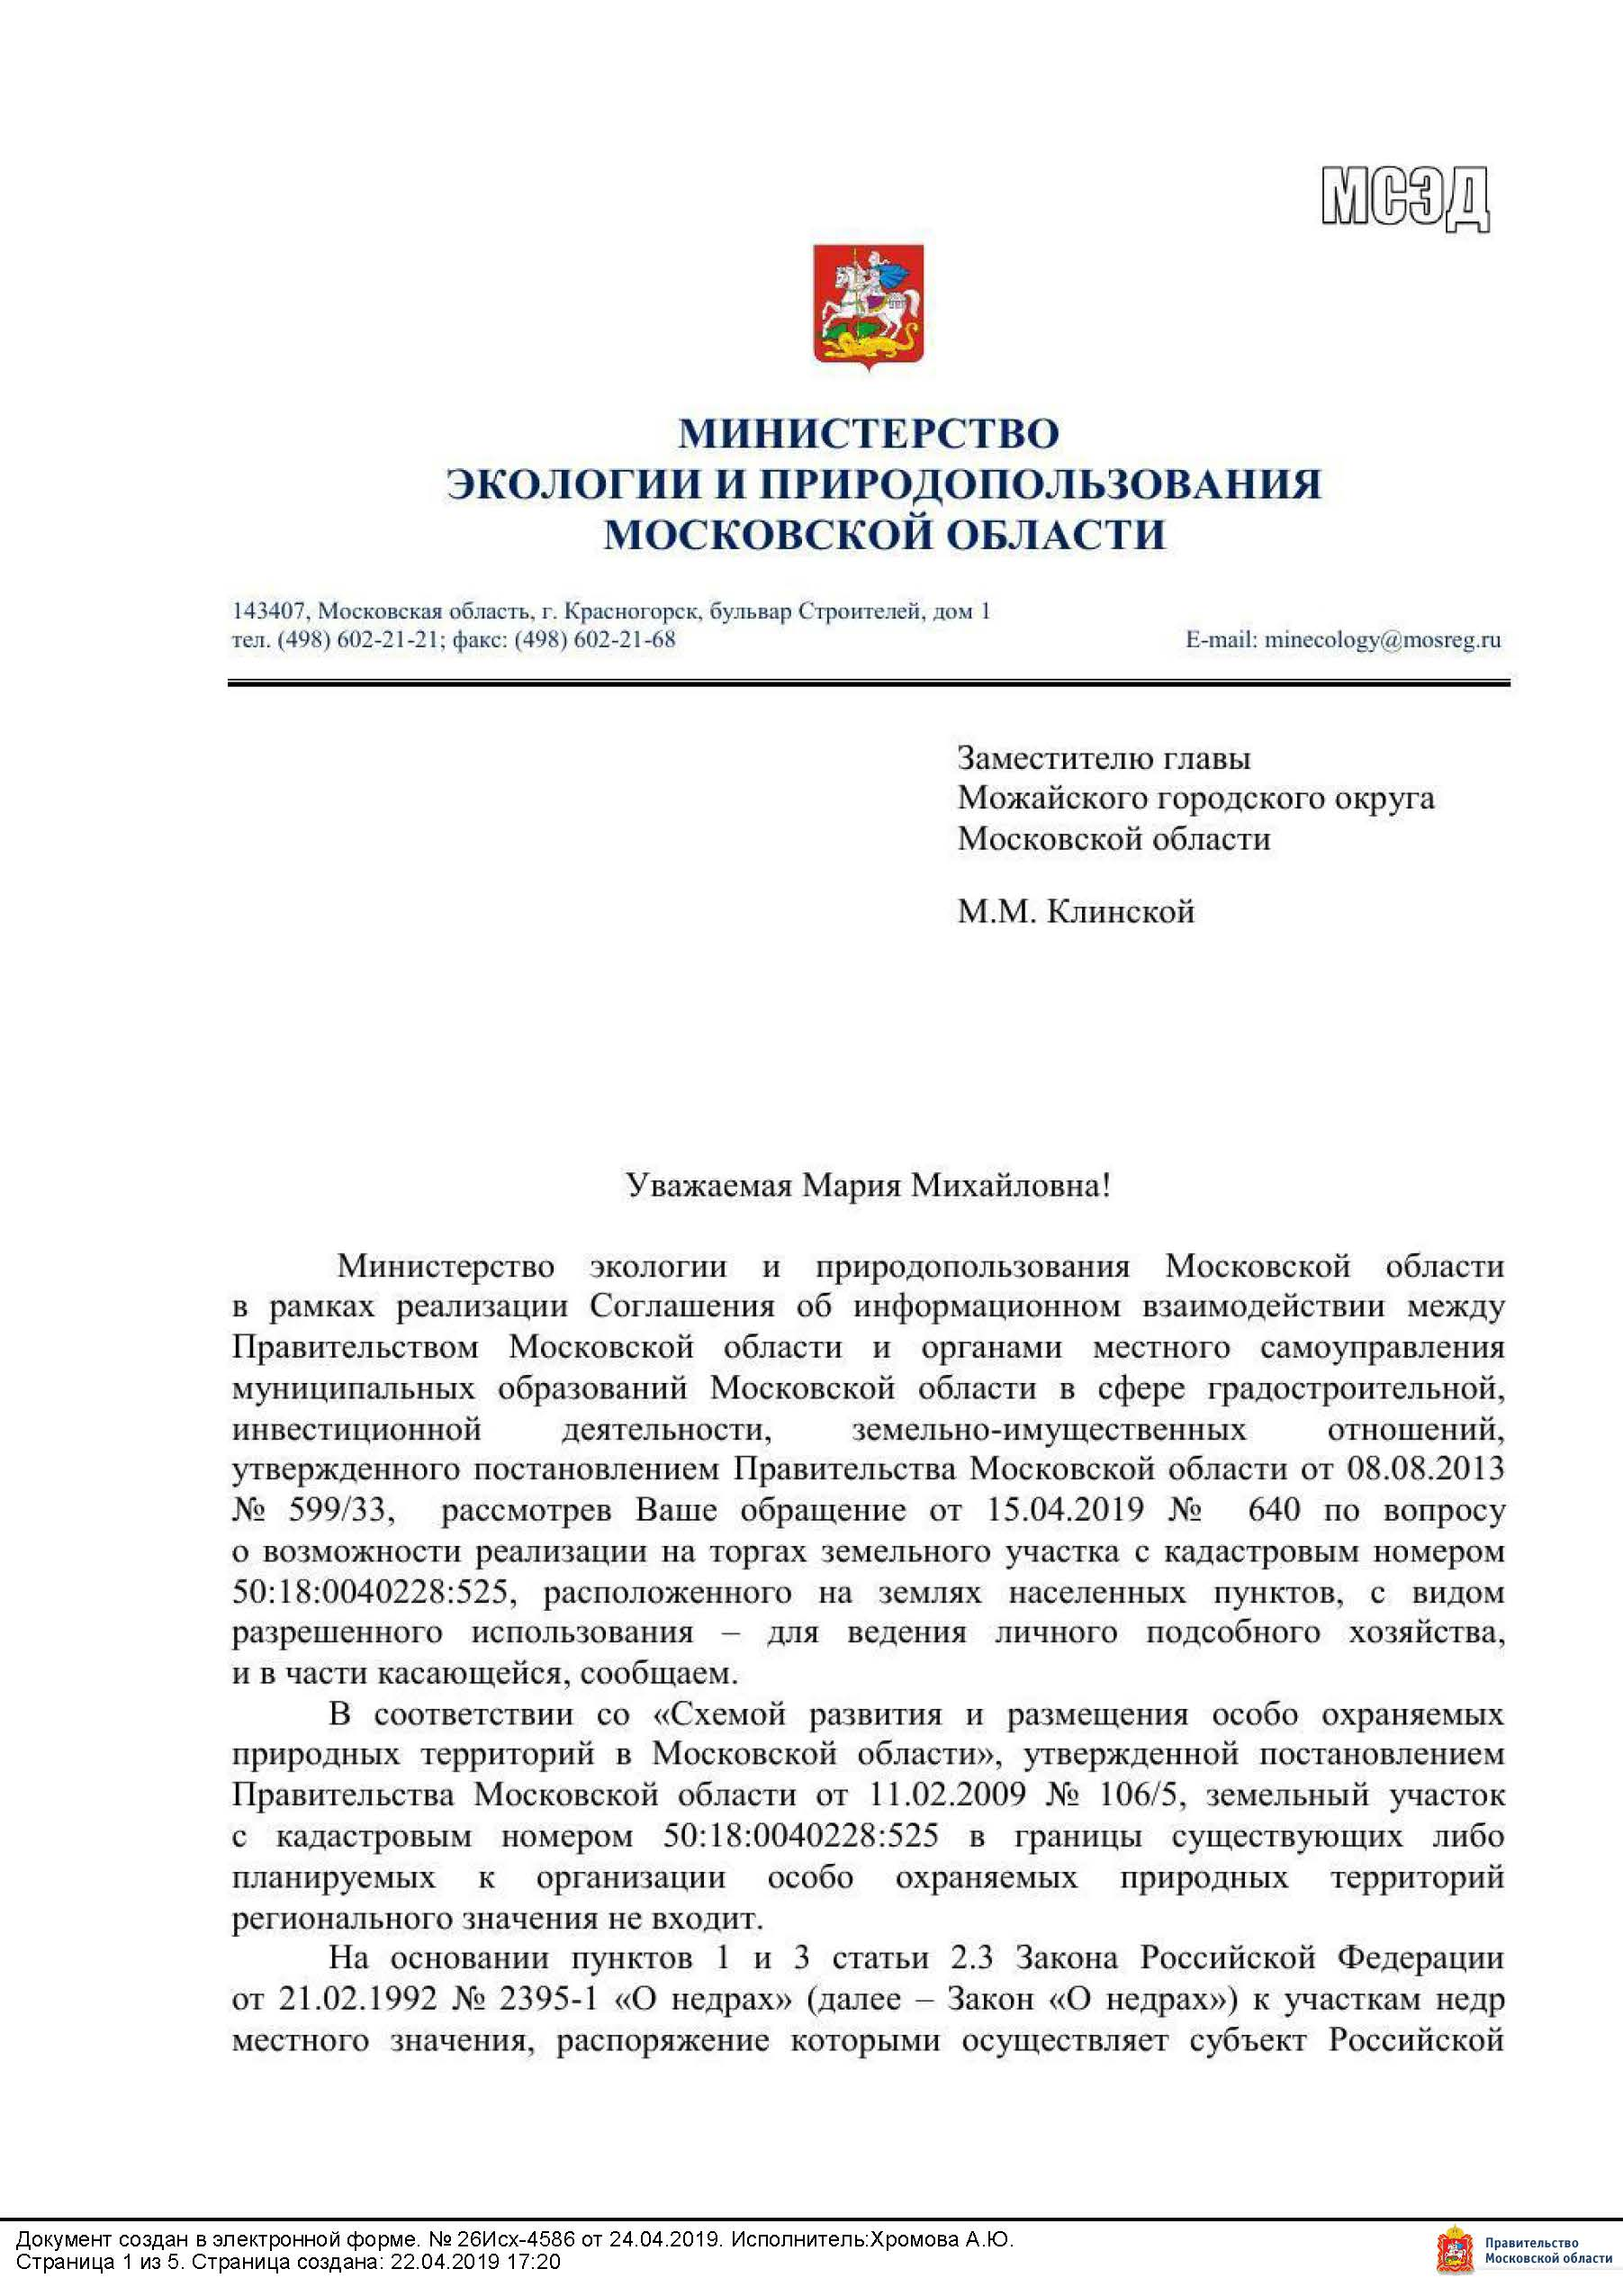 МСЭД
МИНИСТЕРСТВО
ЭКОЛОГИИ И ПРИРОДОПОЛЬЗОВАНИЯ
МОСКОВСКОЙ ОБЛАСТИ
143407, Московская область, г. Красногорск, бульвар Строителей, дом 1
тел. (498) 602-21-21; факс: (498) 602-21-68 E-mail: minecology@mosreg.ru
Заместителю главы
Можайского городского округа
Московской области
М.М. Клинской
Уважаемая Мария Михайловна!
Министерство экологии и природопользования Московской области
в рамках реализации Соглашения об информационном взаимодействии между
Правительством Московской области и органами местного самоуправления
муниципальных образований Московской области в сфере градостроительной,
инвестиционной деятельности, земельно-имущественных отношений,
утвержденного постановлением Правительства Московской области от 08.08.2013
№ 599/33, рассмотрев Ваше обращение от 15.04.2019 № 640 по вопросу
о возможности реализации на торгах земельного участка с кадастровым номером
50:18:0040228:525, расположенного на землях населенных пунктов, с видом
разрешенного использования – для ведения личного подсобного хозяйства,
и в части касающейся, сообщаем.
В соответствии со «Схемой развития и размещения особо охраняемых
природных территорий в Московской области», утвержденной постановлением
Правительства Московской области от 11.02.2009 № 106/5, земельный участок
с кадастровым номером 50:18:0040228:525 в границы существующих либо
планируемых к организации особо охраняемых природных территорий
регионального значения не входит.
На основании пунктов 1 и 3 статьи 2.3 Закона Российской Федерации
от 21.02.1992 № 2395-1 «О недрах» (далее – Закон «О недрах») к участкам недр
местного значения, распоряжение которыми осуществляет субъект Российской
Документ создан в электронной форме. № 26Исх-4586 от 24.04.2019. Исполнитель:Хромова А.Ю.
Страница 1 из 5. Страница создана: 22.04.2019 17:20
Правительство
Московской области